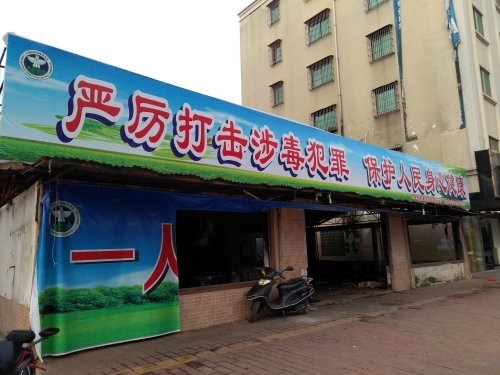 严厉打击涉毒犯罪 保护人民身心健康
一人